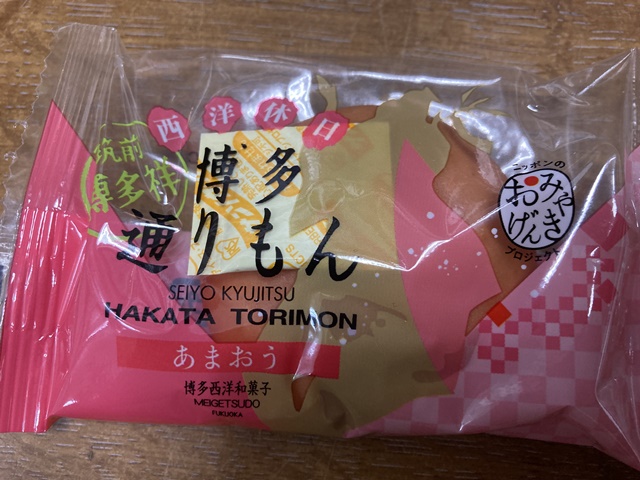 西洋休日
筑前
博多祥
博多
通りもん
SEIYO KYUJITSU
HAKATA TORIMON
あまおう
博多西洋和菓子
MEIGETSUDO
FUKUOKA
ニッポンの
おみやげ
げんき
プロジェクト